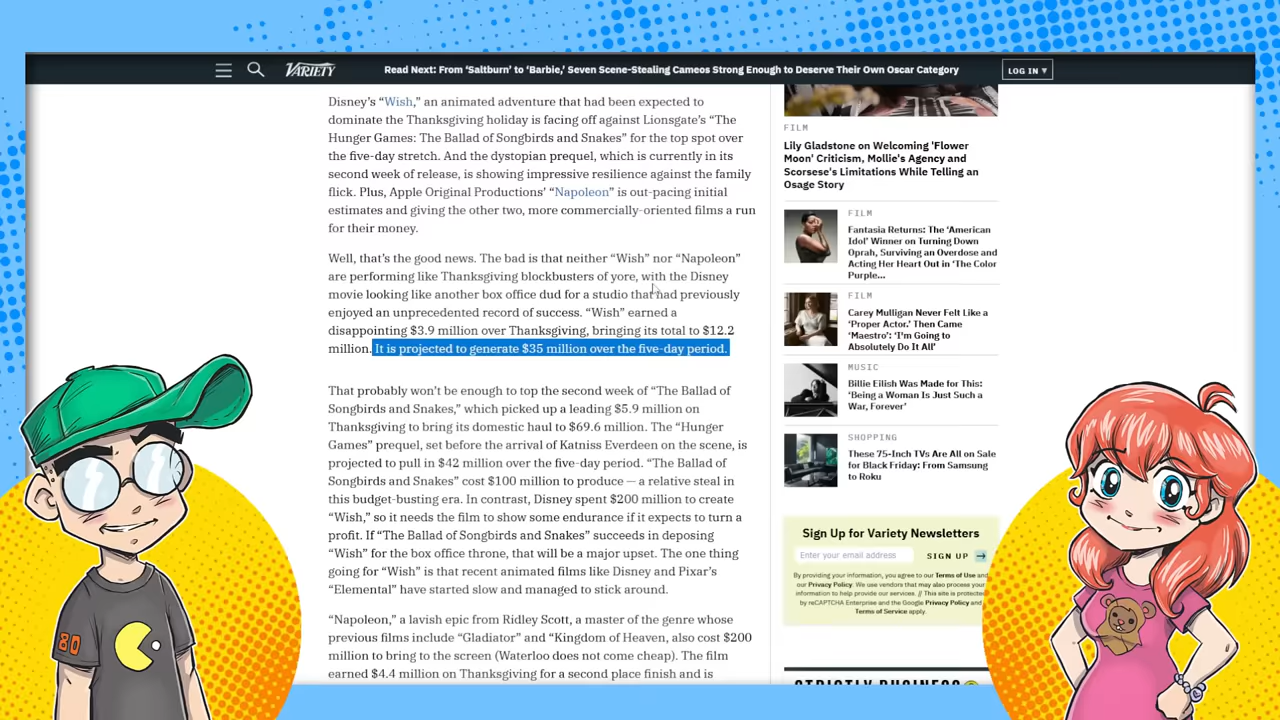 VARIETY
Read Next: From ‘Saltburn’ to ‘Barbie,’ Seven Scene-Stealing Cameos Strong Enough to Deserve Their Own Oscar Category
LOG IN ▾
Disney’s “Wish,” an animated adventure that had been expected to
dominate the Thanksgiving holiday is facing off against Lionsgate’s “The
Hunger Games: The Ballad of Songbirds and Snakes” for the top spot over
the five-day stretch. And the dystopian prequel, which is currently in its
second week of release, is showing impressive resilience against the family
flick. Plus, Apple Original Productions’ “Napoleon” is out-pacing initial
estimates and giving the other two, more commercially-oriented films a run
for their money.
Well, that’s the good news. The bad is that neither “Wish” nor “Napoleon”
are performing like Thanksgiving blockbusters of yore, with the Disney
movie looking like another box office dud for a studio that had previously
enjoyed an unprecedented record of success. “Wish” earned a
disappointing $3.9 million over Thanksgiving, bringing its total to $12.2
million. It is projected to generate $35 million over the five-day period.
That probably won’t be enough to top the second week of “The Ballad of
Songbirds and Snakes,” which picked up a leading $5.9 million on
Thanksgiving to bring its domestic haul to $69.6 million. The “Hunger
Games” prequel, set before the arrival of Katniss Everdeen on the scene, is
projected to pull in $42 million over the five-day period. “The Ballad of
Songbirds and Snakes” cost $100 million to produce — a relative steal in
this budget-busting era. In contrast, Disney spent $200 million to create
“Wish,” so it needs the film to show some endurance if it expects to turn a
profit. If “The Ballad of Songbirds and Snakes” succeeds in deposing
“Wish” for the box office throne, that will be a major upset. The one thing
going for “Wish” is that recent animated films like Disney and Pixar’s
“Elemental” have started slow and managed to stick around.
“Napoleon,” a lavish epic from Ridley Scott, a master of the genre whose
previous films include “Gladiator” and “Kingdom of Heaven, also cost $200
million to bring to the screen (Waterloo does not come cheap). The film
earned $4.4 million on Thanksgiving for a second place finish and is
FILM
Lily Gladstone on Welcoming 'Flower
Moon' Criticism, Mollie's Agency and
Scorsese's Limitations While Telling an
Osage Story
FILM
Fantasia Returns: The ‘American
Idol’ Winner on Turning Down
Oprah, Surviving an Overdose and
Acting Her Heart Out in ‘The Color
Purple...
FILM
Carey Mulligan Never Felt Like a
‘Proper Actor.’ Then Came
‘Maestro’: ‘I’m Going to
Absolutely Do It All’
MUSIC
Billie Eilish Was Made for This:
‘Being a Woman Is Just Such a
War, Forever’
SHOPPING
These 75-Inch TVs Are All on Sale
for Black Friday: From Samsung
to Roku
Sign Up for Variety Newsletters
Enter your email address
SIGN UP →
By providing your information, you agree to our Terms of Use and
our Privacy Policy. We use vendors that may also process your
information to help provide our services. // This site is protected
by reCAPTCHA Enterprise and the Google Privacy Policy and
Terms of Service apply.
STRICTLY BUSINESS
80